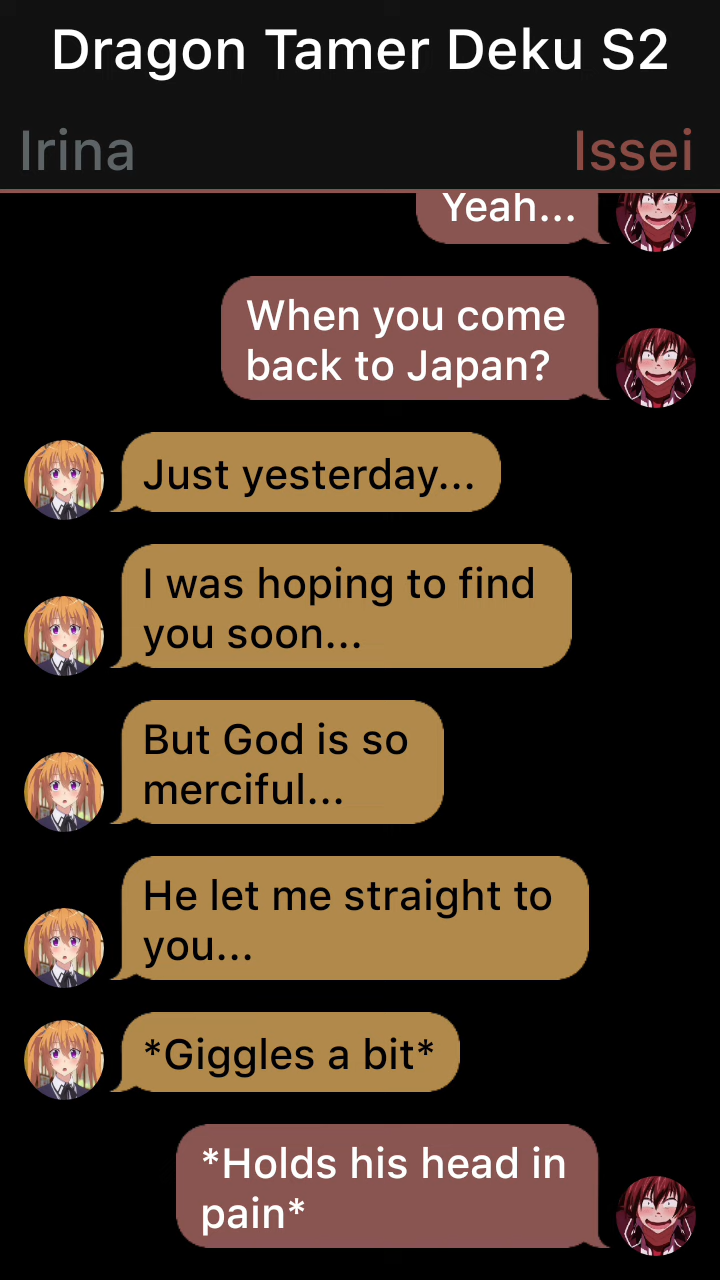 Dragon Tamer Deku S2
Irina
Issei
Yeah...
When you come
back to Japan?
Just yesterday...
I was hoping to find
you soon...
But God is so
merciful...
He let me straight to
you...
*Giggles a bit*
*Holds his head in
pain*